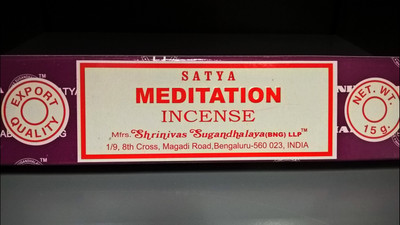 EXPORT
QUALITY
SATYA
MEDITATION
INCENSE
Mfrs. Shrinivas Sugandhalaya (BNG) LLP™
1/9, 8th Cross, Magadi Road, Bengaluru-560 023, INDIA
NET. WT.
15g.